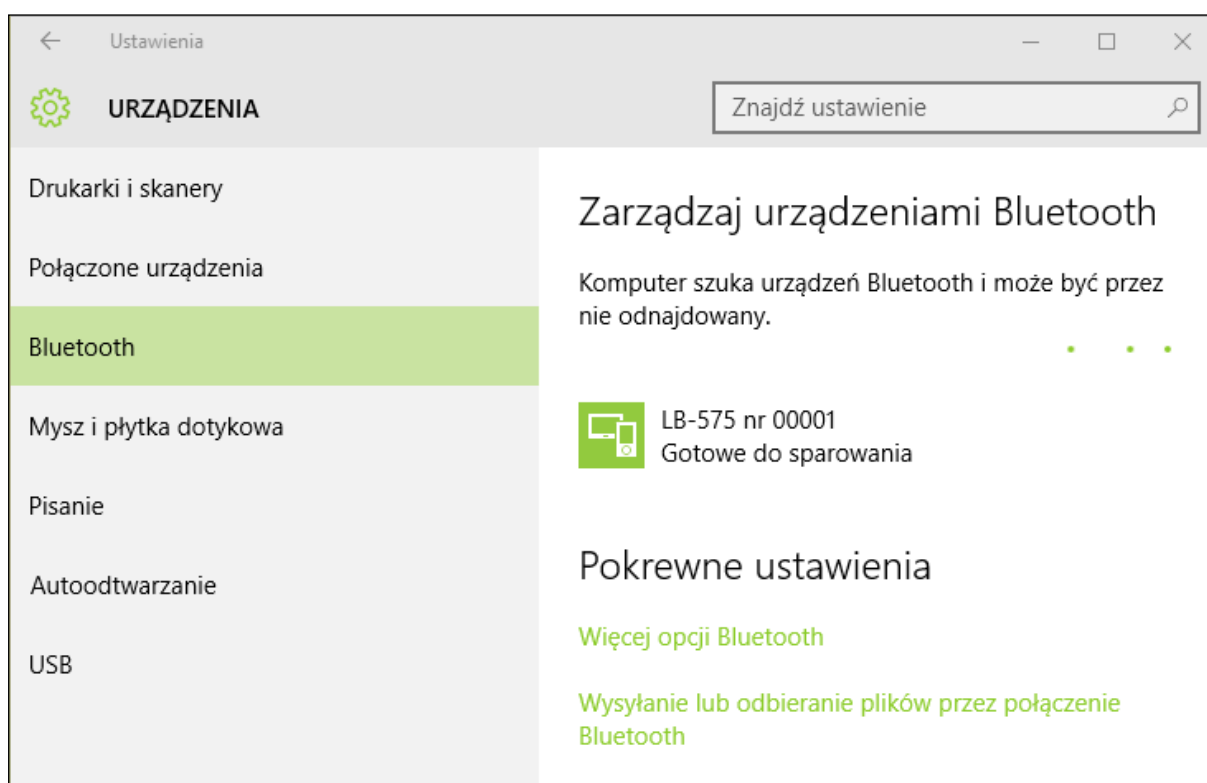 Ustawienia
URZĄDZENIA
Znajdź ustawienie
Drukarki i skanery
Połączone urządzenia
Bluetooth
Mysz i płytka dotykowa
Pisanie
Autoodtwarzanie
USB
Zarządzaj urządzeniami Bluetooth
Komputer szuka urządzeń Bluetooth i może być przez
nie odnajdowany.
LB-575 nr 00001
Gotowe do sparowania
Pokrewne ustawienia
Więcej opcji Bluetooth
Wysyłanie lub odbieranie plików przez połączenie
Bluetooth